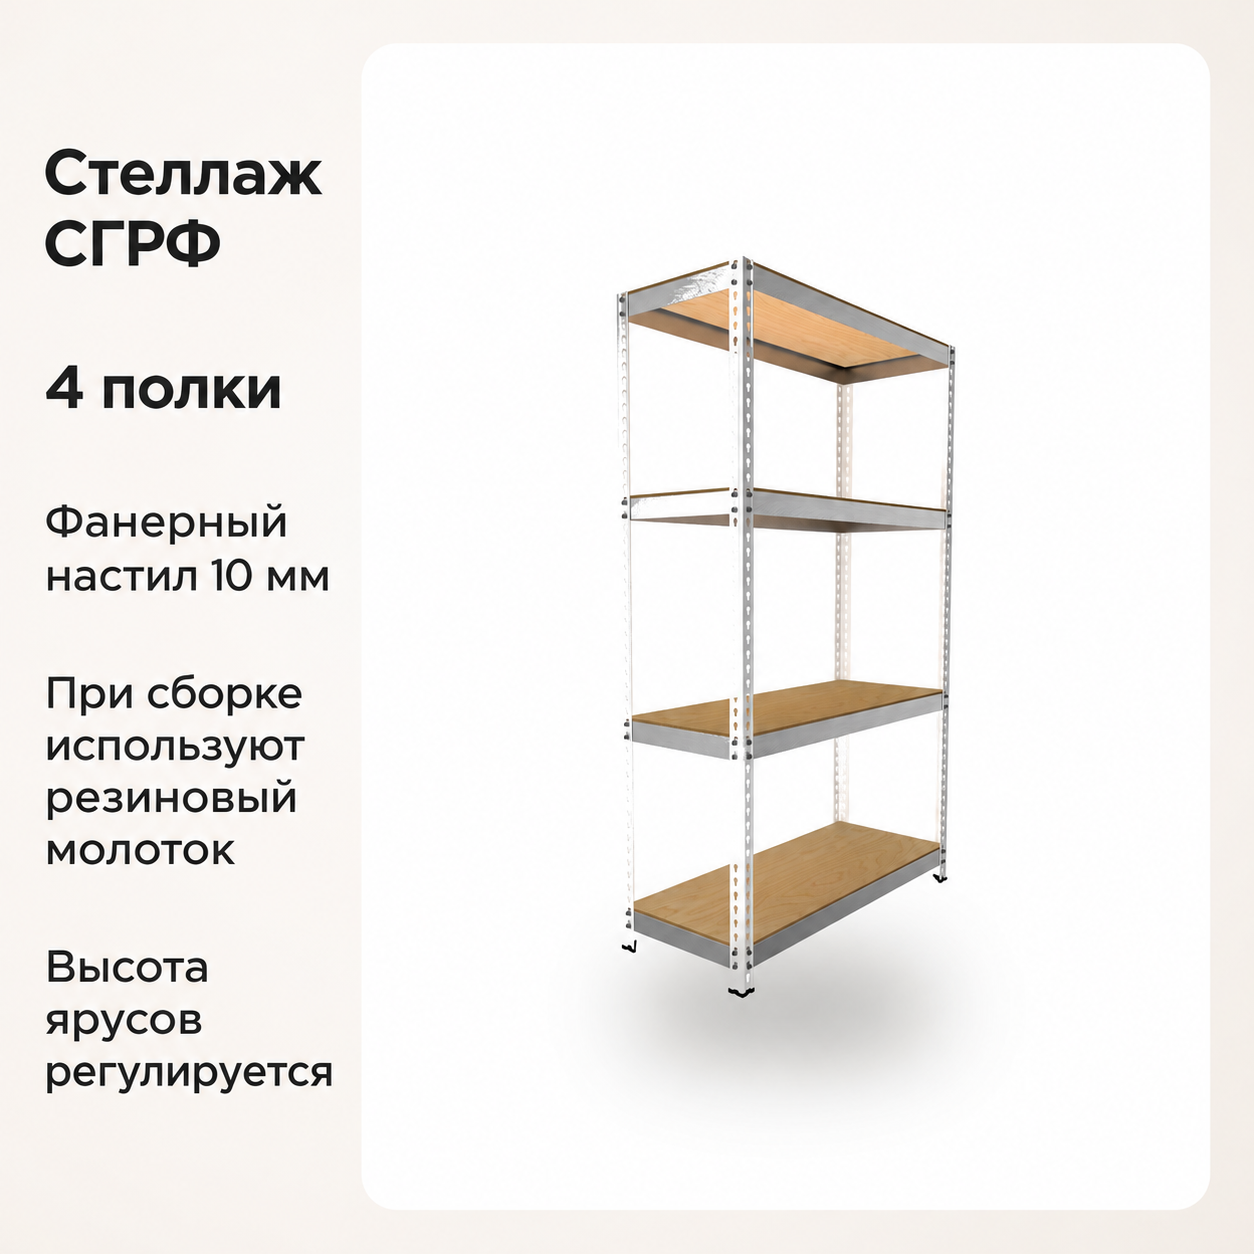 Стеллаж
СГРФ
4 полки
Фанерный
настил 10 мм
При сборке
используют
резиновый
молоток
Высота
ярусов
регулируется